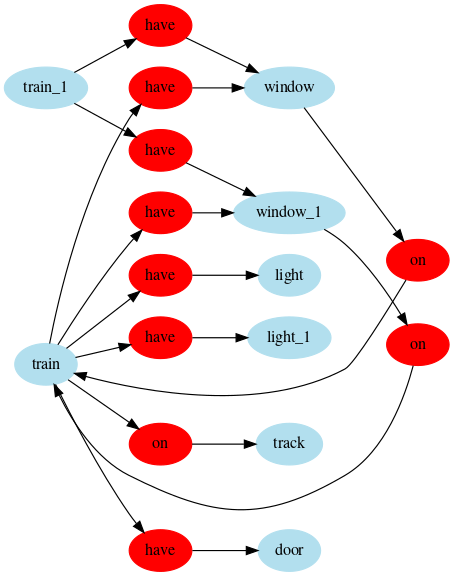 have
train_1
have
window
have
have
window_1
on
have
light
have
light_1
on
train
on
track
have
door